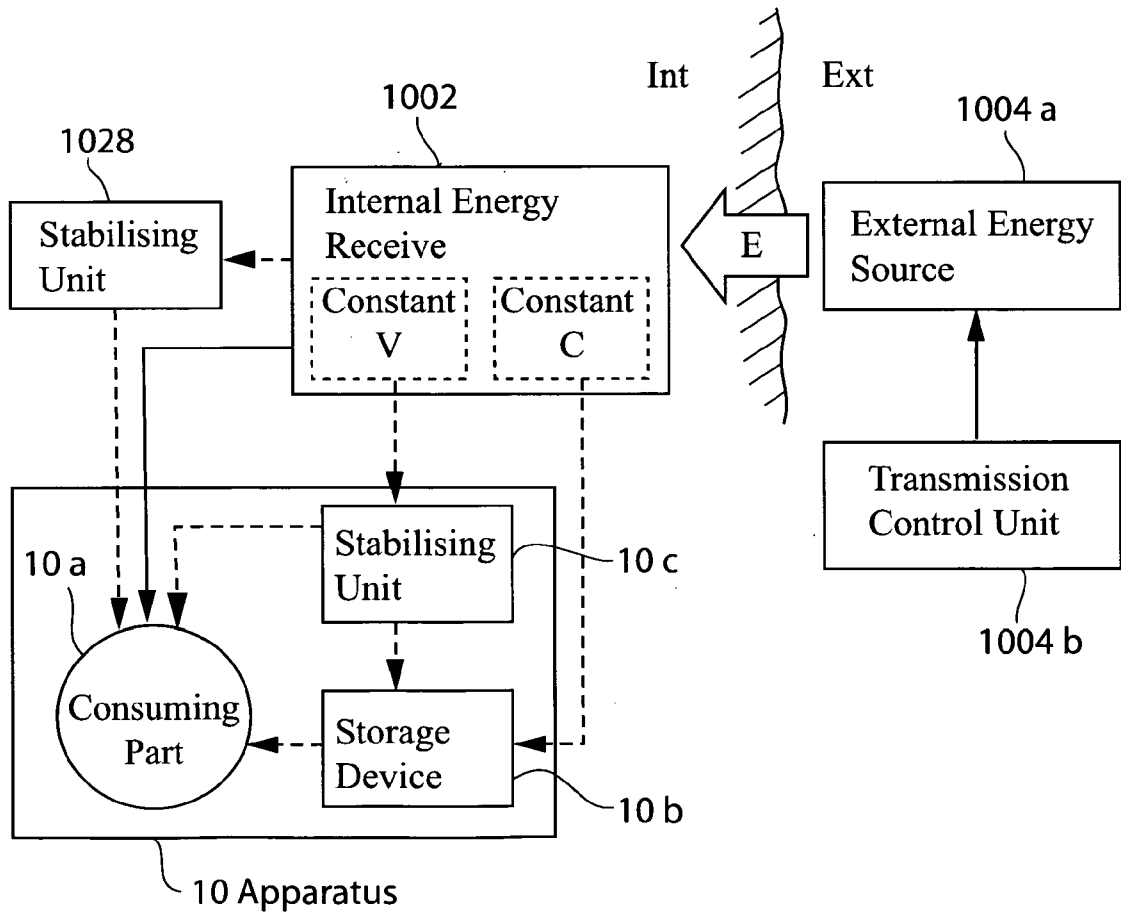 Int
Ext
1002
1004 a
1028
Internal Energy
Receive
Stabilising
Unit
E
External Energy
Source
Constant
V
Constant
C
Transmission
Control Unit
Stabilising
Unit
10 c
10 a
1004 b
Consuming
Part
Storage
Device
10 b
10 Apparatus